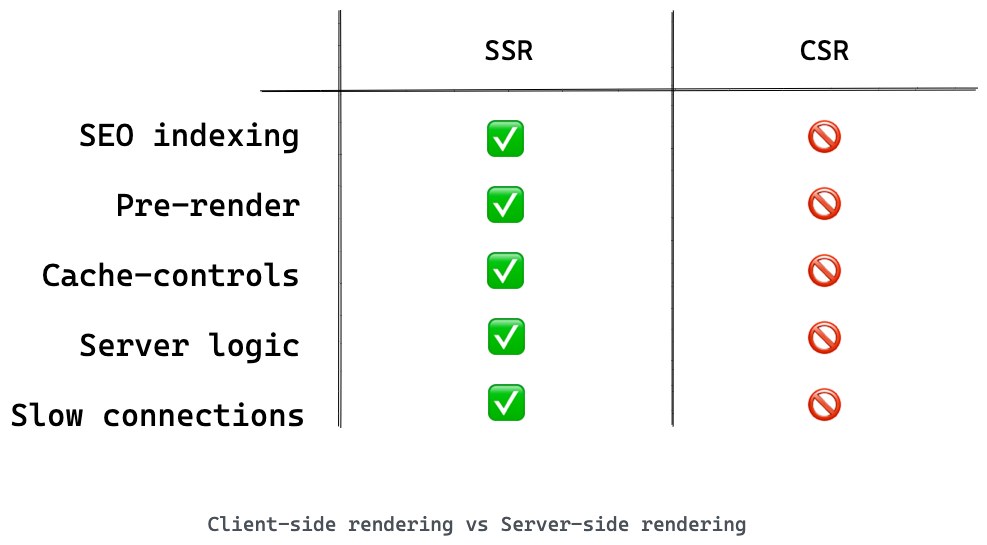 SSR CSR
SEO indexing ✅ 🚫
Pre-render ✅ 🚫
Cache-controls ✅ 🚫
Server logic ✅ 🚫
Slow connections ✅ 🚫
Client-side rendering vs Server-side rendering